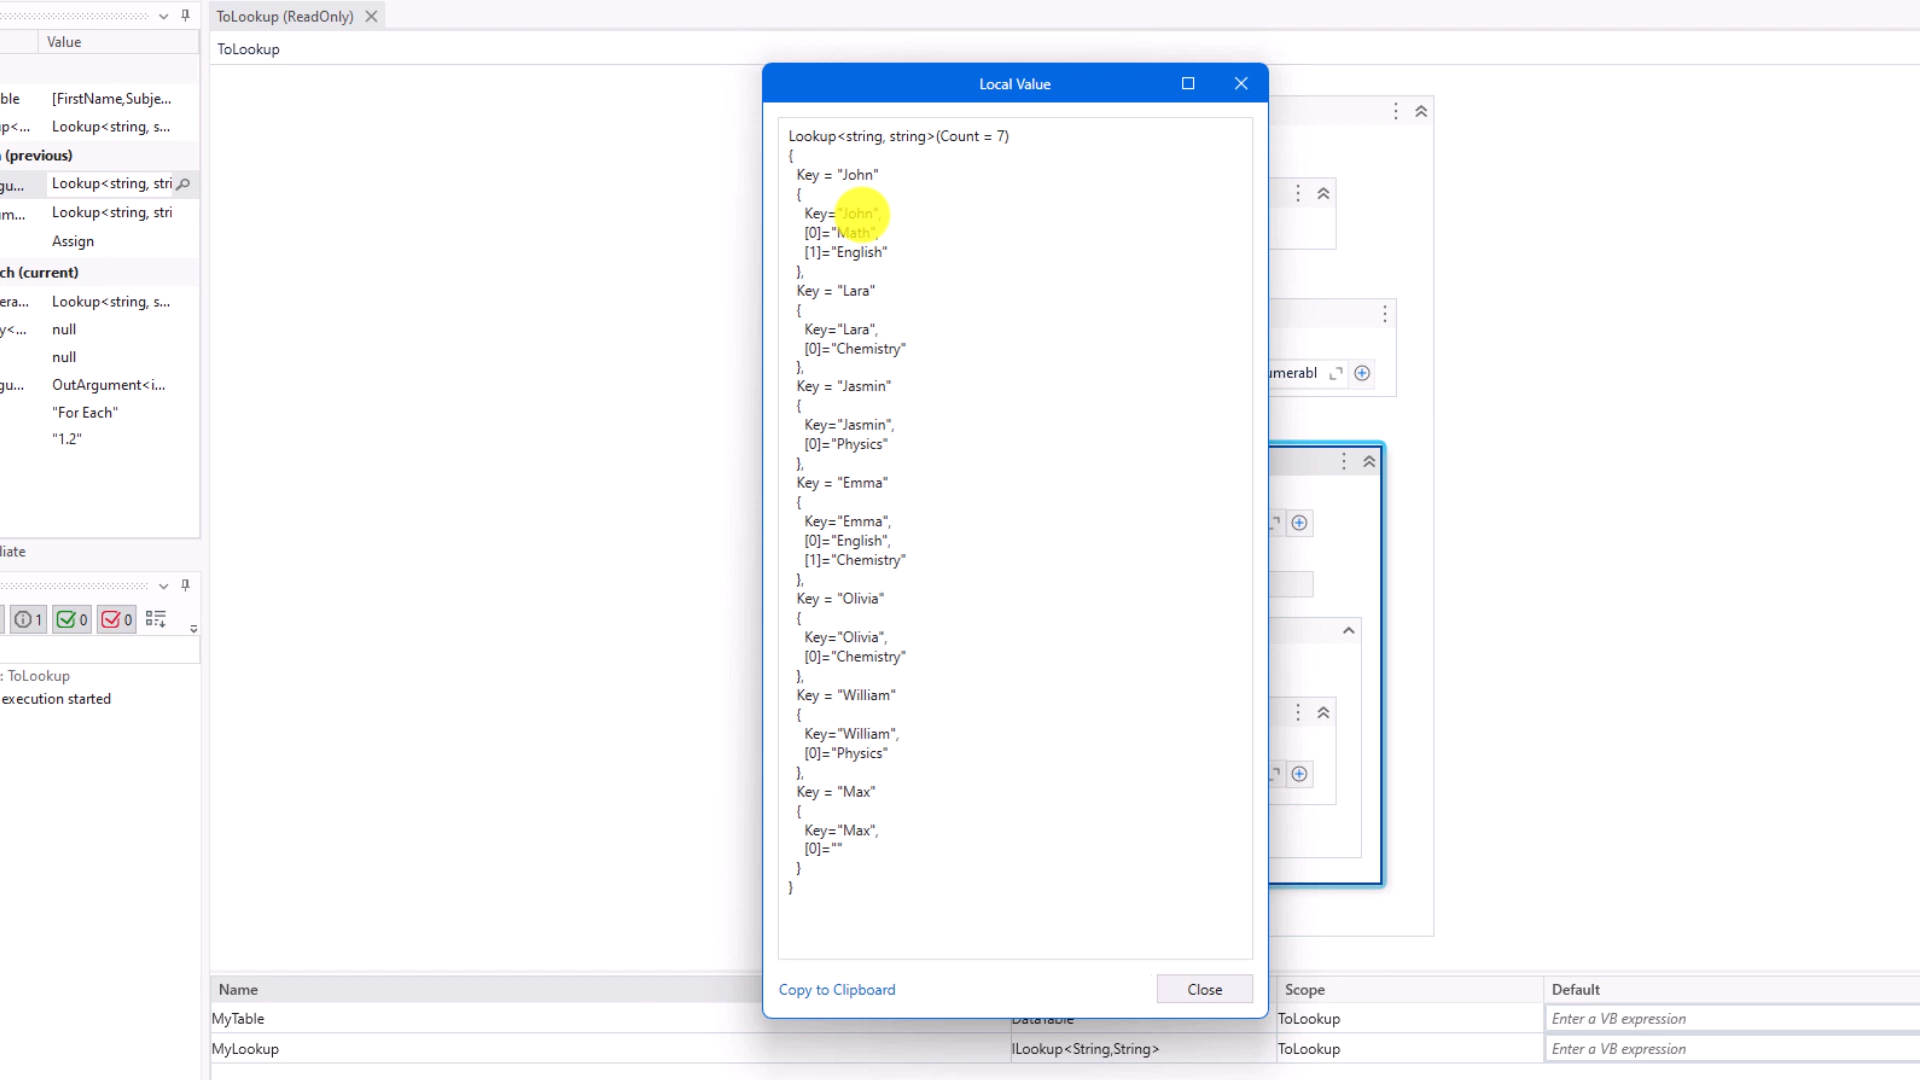 Value
ble [FirstName,Subje...
p<... Lookup<string, s...
(previous)
gu... Lookup<string, stri
m... Lookup<string, stri
Assign
ch (current)
era... Lookup<string, s...
y<... null
null
gu... OutArgument<i...
"For Each"
"1.2"
liate
1 0 0
: ToLookup
execution started
ToLookup (ReadOnly)
ToLookup
Local Value
Lookup<string, string>(Count = 7)
{
Key = "John"
{
Key="John",
[0]="Math",
[1]="English"
},
Key = "Lara"
{
Key="Lara",
[0]="Chemistry"
},
Key = "Jasmin"
{
Key="Jasmin",
[0]="Physics"
},
Key = "Emma"
{
Key="Emma",
[0]="English",
[1]="Chemistry"
},
Key = "Olivia"
{
Key="Olivia",
[0]="Chemistry"
},
Key = "William"
{
Key="William",
[0]="Physics"
},
Key = "Max"
{
Key="Max",
[0]=""
}
}
Copy to Clipboard Close
umerabl
Name Scope Default
MyTable DataTable ToLookup Enter a VB expression
MyLookup ILookup<String,String> ToLookup Enter a VB expression